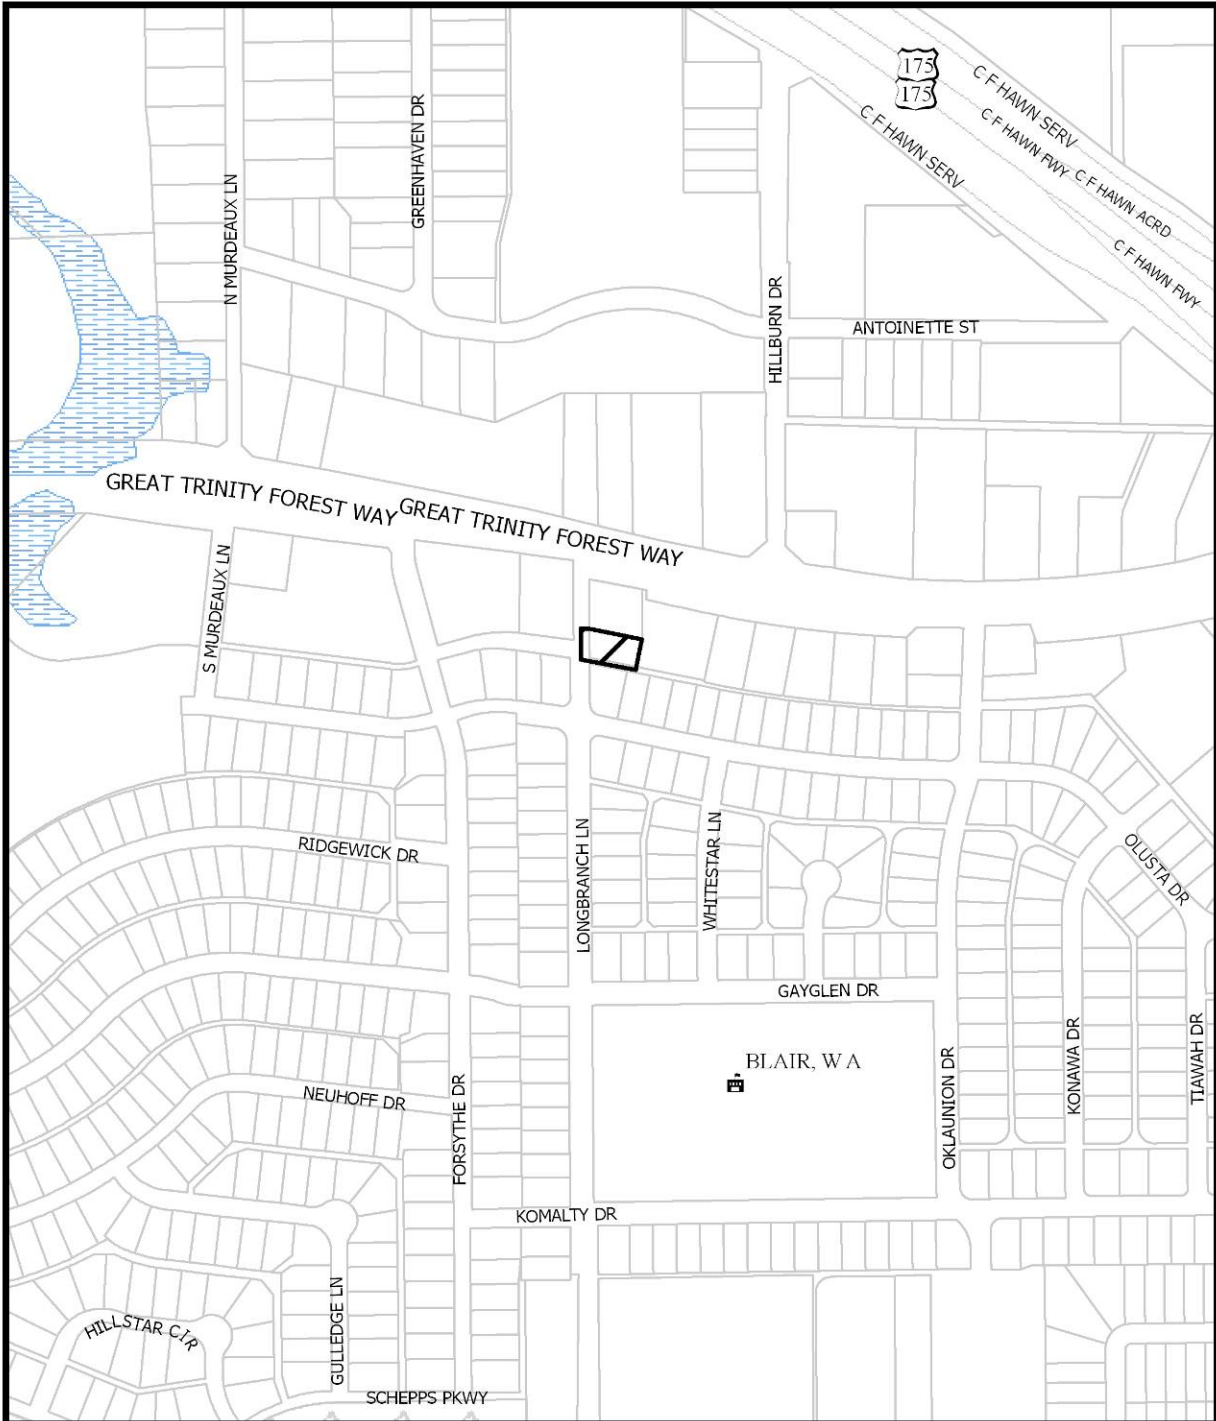 175
175
C F HAWN SERV
C F HAWN SERV
C F HAWN FWY
C F HAWN ACRD
C F HAWN FWY
GREENHAVEN DR
N MURDEAUX LN
HILLBURN DR
ANTOINETTE ST
GREAT TRINITY FOREST WAY
GREAT TRINITY FOREST WAY
S MURDEAUX LN
RIDGEWICK DR
LONGBRANCH LN
WHITESTAR LN
OLUSTA DR
GAYGLEN DR
BLAIR, W A
NEUHOFF DR
FORSYTHE DR
OKLAUNION DR
KONAWA DR
TIAWAH DR
KOMALTY DR
GULLEDGE LN
HILLSTAR CIR
SCHEPPS PKWY